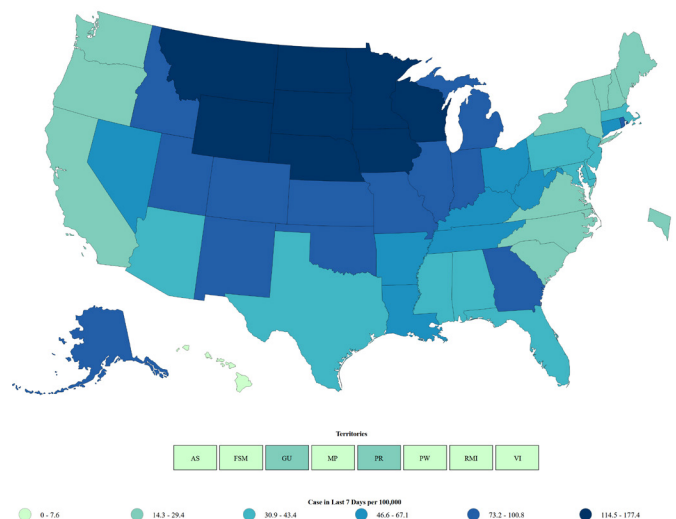 Territories
AS FSM GU MP PR PW RMI VI
Case in Last 7 Days per 100,000
0 - 7.6 14.3 - 29.4 30.9 - 43.4 46.6 - 67.1 73.2 - 100.8 114.5 - 177.4